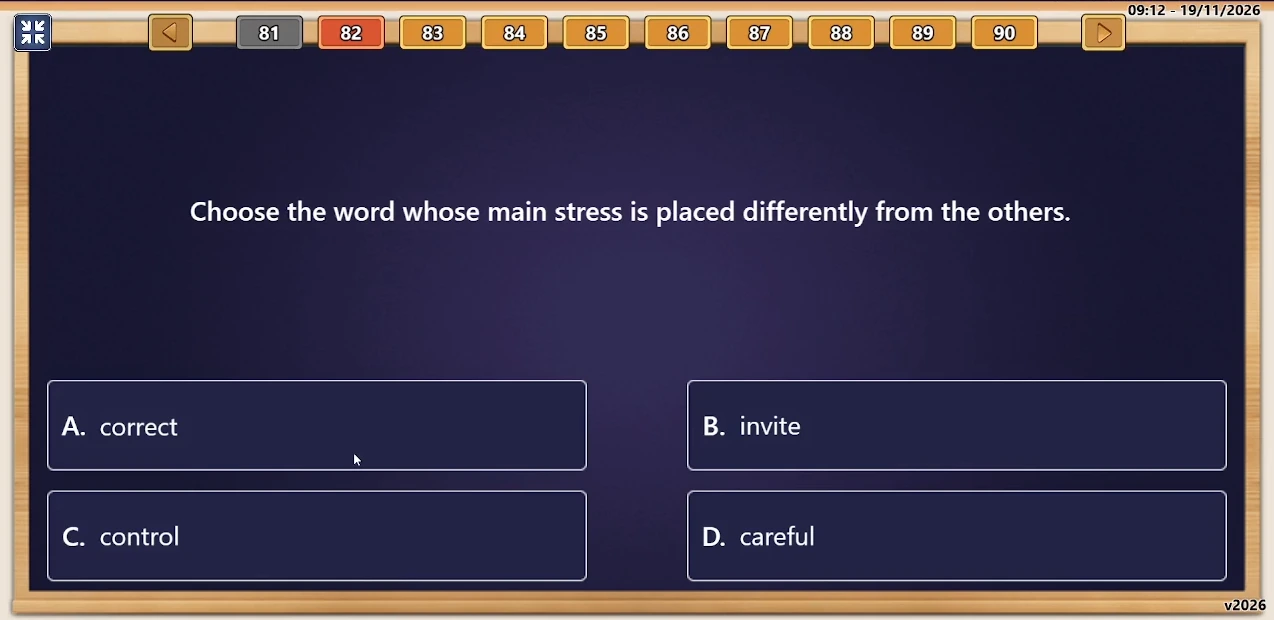 09:12 - 19/11/2026
81 82 83 84 85 86 87 88 89 90
Choose the word whose main stress is placed differently from the others.
A. correct
B. invite
C. control
D. careful
v2026